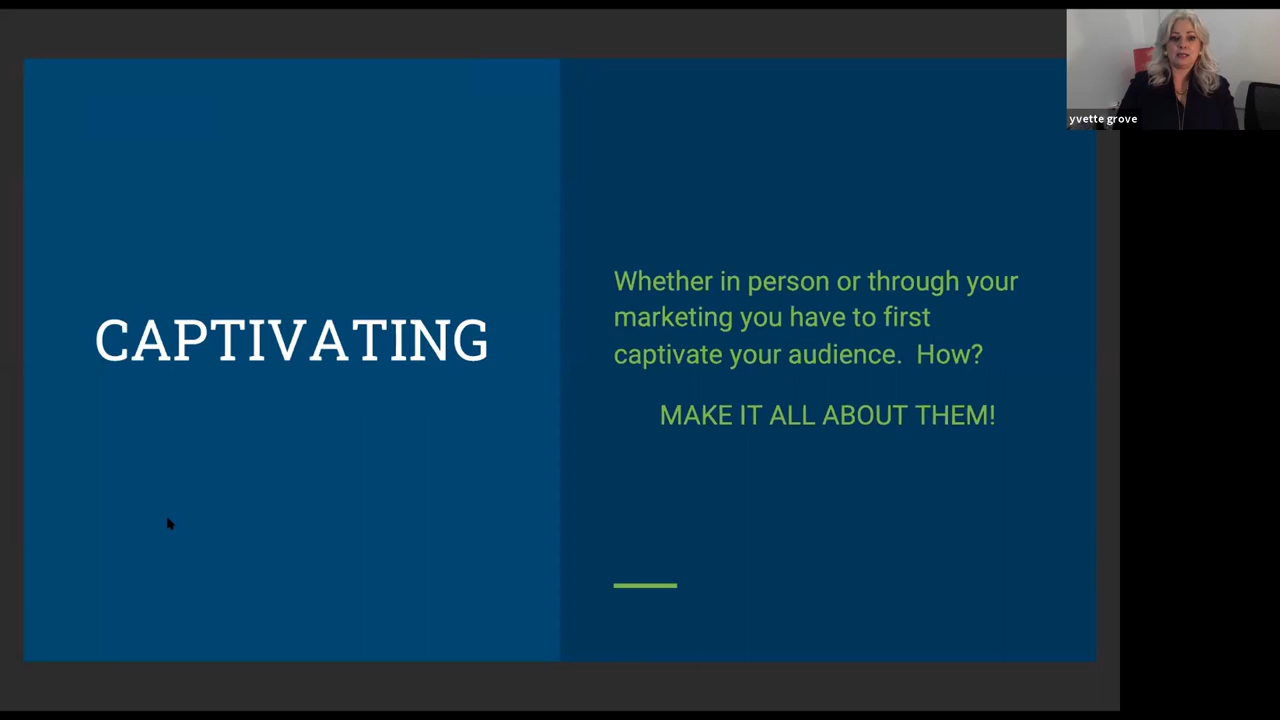 yvette grove
CAPTIVATING
Whether in person or through your
marketing you have to first
captivate your audience.  How?
MAKE IT ALL ABOUT THEM!